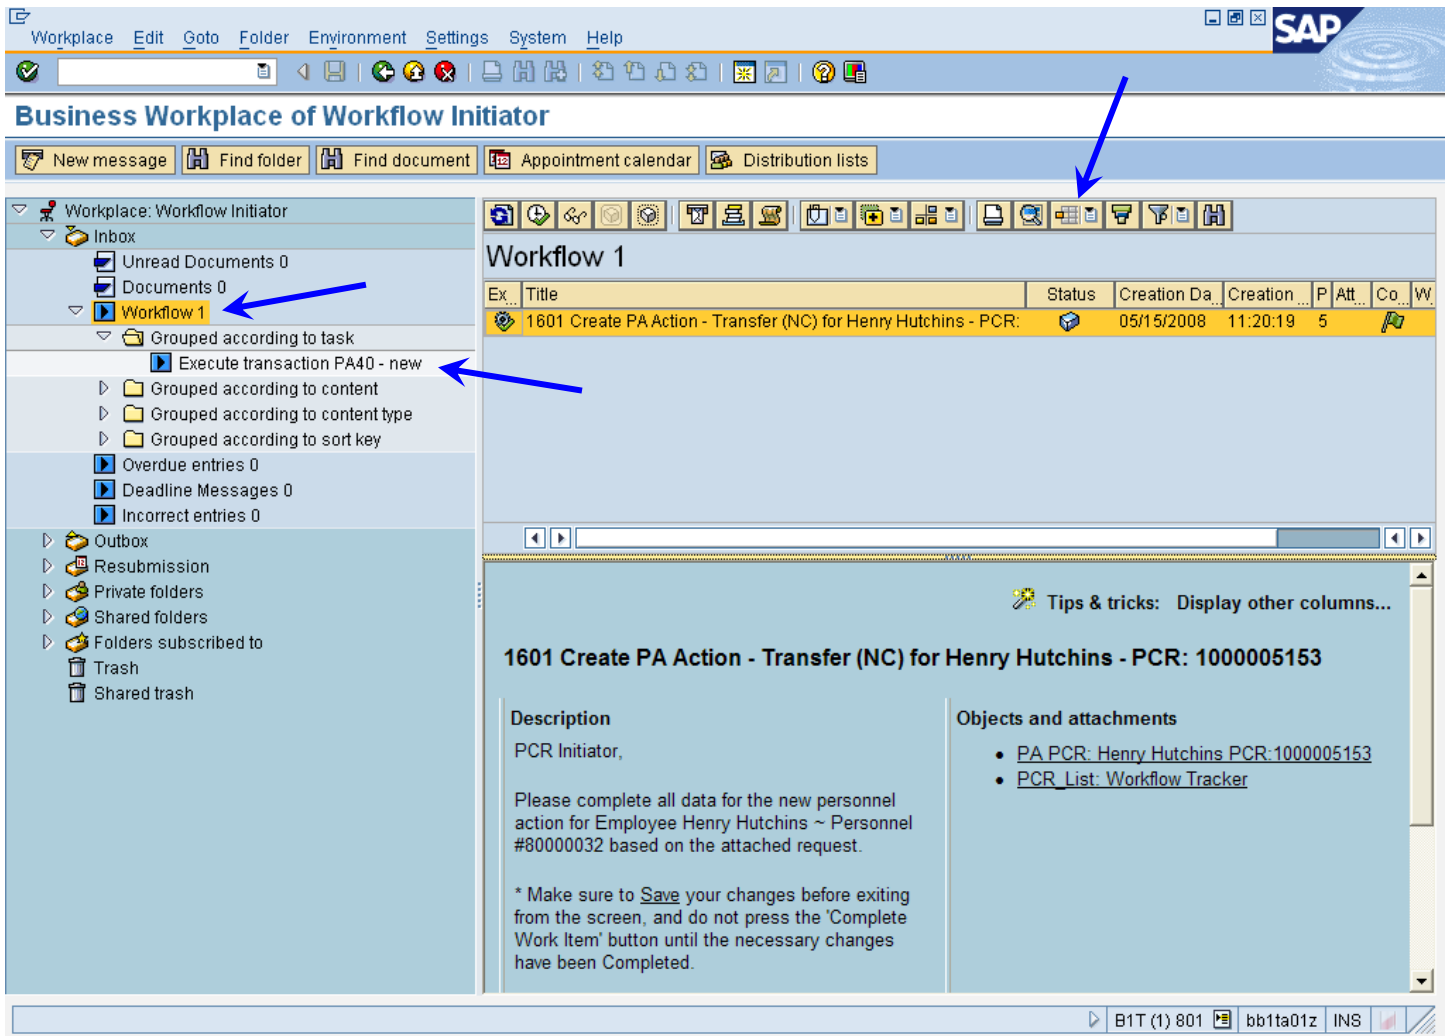 Workplace Edit Goto Folder Environment Settings System Help
SAP
Business Workplace of Workflow Initiator
New message Find folder Find document Appointment calendar Distribution lists
Workplace: Workflow Initiator
Inbox
Unread Documents 0
Documents 0
Workflow 1
Grouped according to task
Execute transaction PA40 - new
Grouped according to content
Grouped according to content type
Grouped according to sort key
Overdue entries 0
Deadline Messages 0
Incorrect entries 0
Outbox
Resubmission
Private folders
Shared folders
Folders subscribed to
Trash
Shared trash
Workflow 1
Ex... Title Status Creation Da... Creation ... P Att... Co... W.
1601 Create PA Action - Transfer (NC) for Henry Hutchins - PCR: 05/15/2008 11:20:19 5
Tips & tricks: Display other columns...
1601 Create PA Action - Transfer (NC) for Henry Hutchins - PCR: 1000005153
Description
PCR Initiator,
Please complete all data for the new personnel
action for Employee Henry Hutchins ~ Personnel
#80000032 based on the attached request.
* Make sure to Save your changes before exiting
from the screen, and do not press the 'Complete
Work Item' button until the necessary changes
have been Completed.
Objects and attachments
• PA PCR: Henry Hutchins PCR:1000005153
• PCR_List: Workflow Tracker
B1T (1) 801 bb1ta01z INS